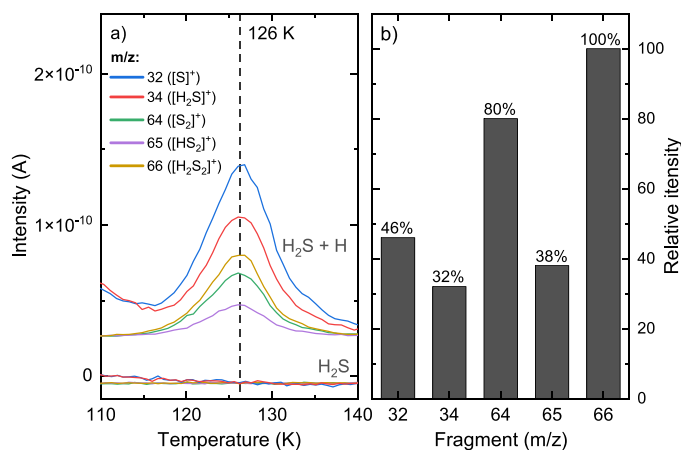 a)
126 K
m/z:
32 ([S]⁺)
34 ([H₂S]⁺)
64 ([S₂]⁺)
65 ([HS₂]⁺)
66 ([H₂S₂]⁺)
H₂S + H
H₂S
2×10⁻¹⁰
1×10⁻¹⁰
0
Intensity (A)
110 120 130 140
Temperature (K)
b)
46%
32%
80%
38%
100%
100
80
60
40
20
0
Relative itensity
32 34 64 65 66
Fragment (m/z)